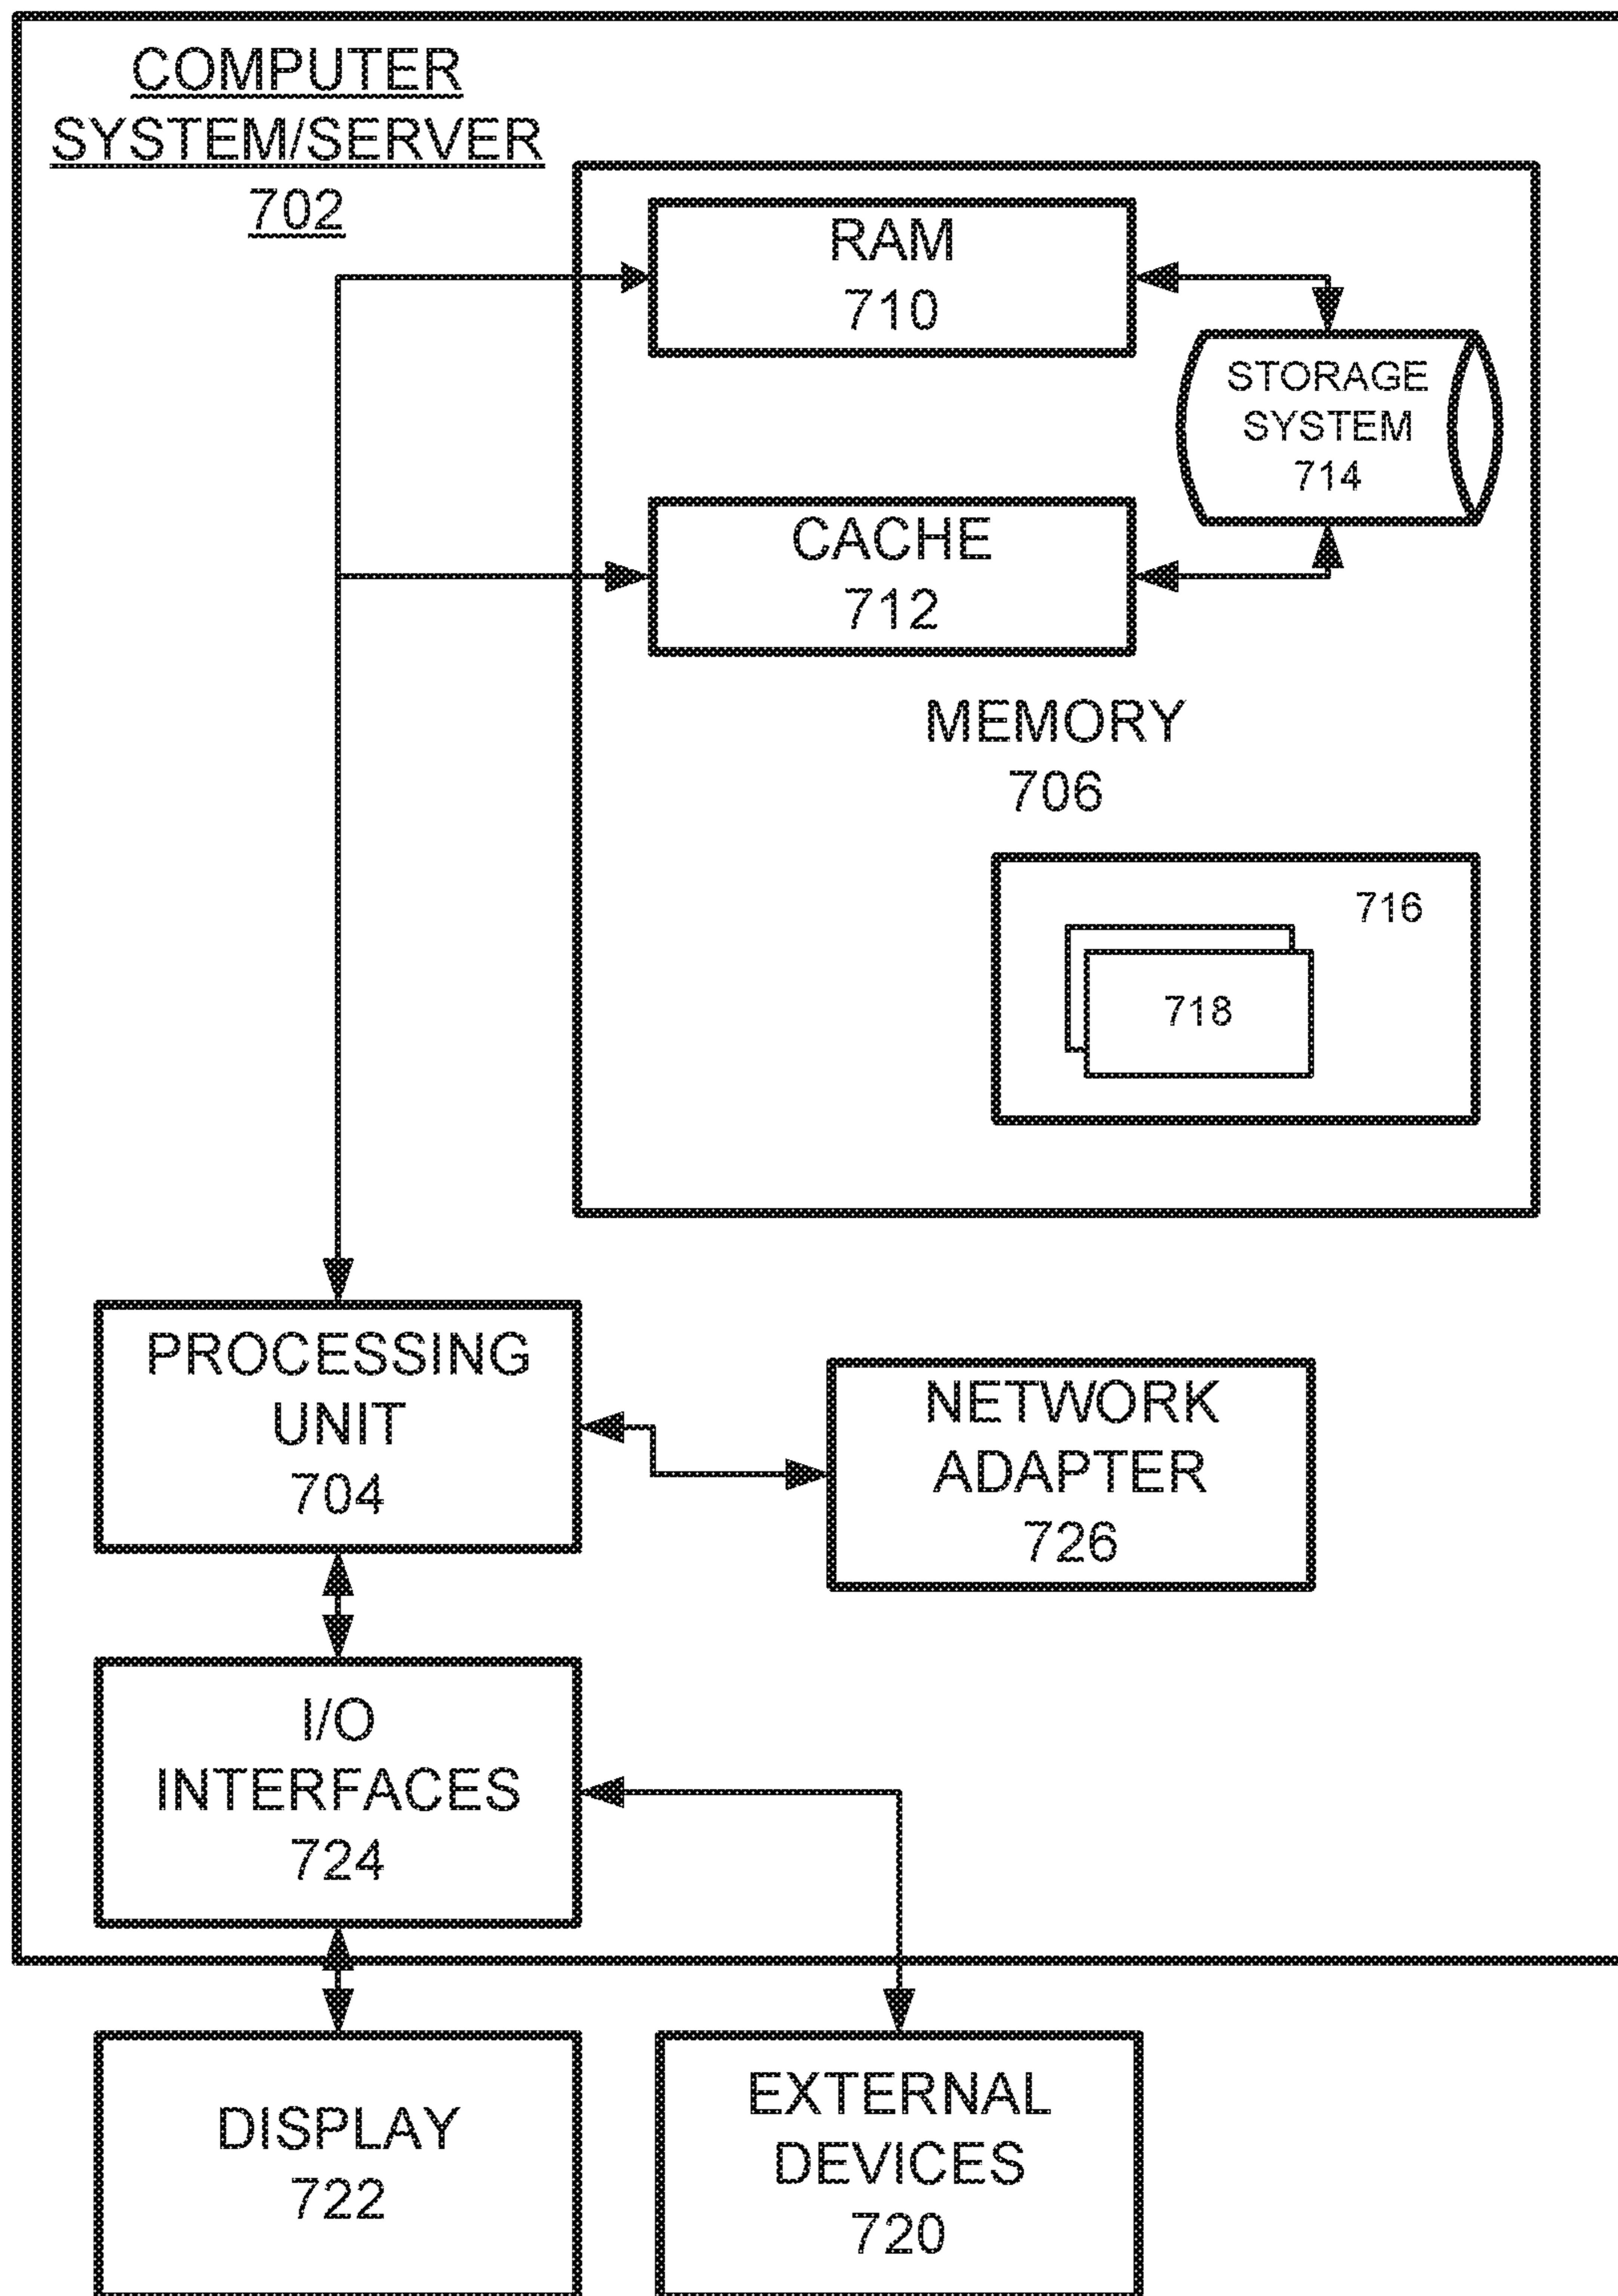 COMPUTER
SYSTEM/SERVER
702
RAM
710
STORAGE
SYSTEM
714
CACHE
712
MEMORY
706
716
718
PROCESSING
UNIT
704
NETWORK
ADAPTER
726
I/O
INTERFACES
724
DISPLAY
722
EXTERNAL
DEVICES
720